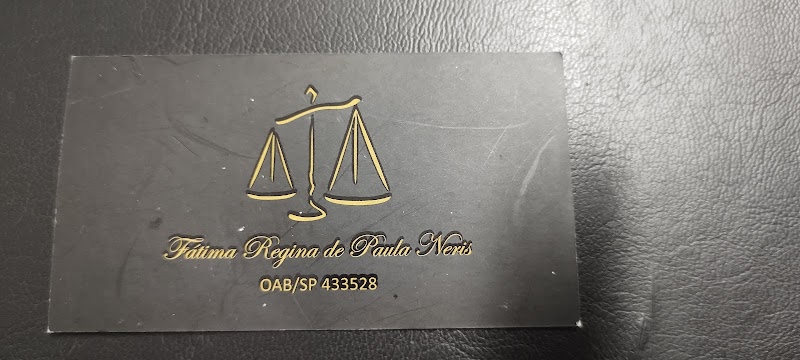 Fátima Regina de Paula Neris
OAB/SP 433528